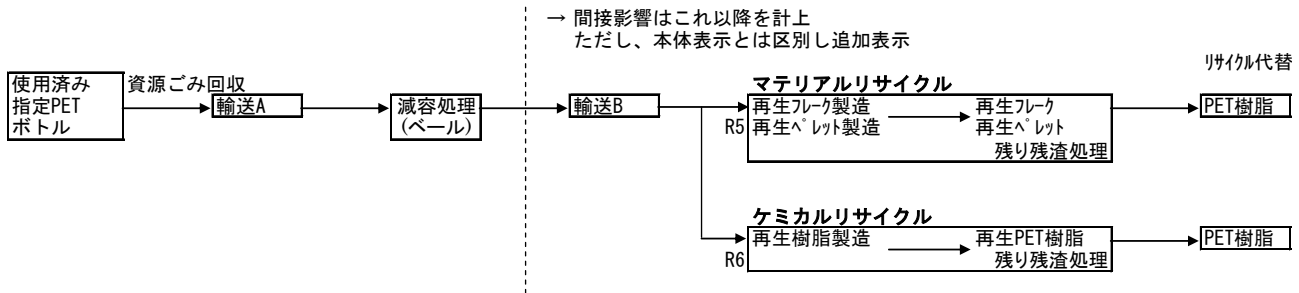 → 間接影響はこれ以降を計上
ただし、本体表示とは区別し追加表示
ﾘｻｲｸﾙ代替
使用済み
指定PET
ボトル
資源ごみ回収
輸送A
減容処理
(ベール)
輸送B
マテリアルリサイクル
R5
再生ﾌﾚｰｸ製造
再生ﾍﾟﾚｯﾄ製造
再生ﾌﾚｰｸ
再生ﾍﾟﾚｯﾄ
残り残渣処理
PET樹脂
ケミカルリサイクル
R6
再生樹脂製造
再生PET樹脂
残り残渣処理
PET樹脂